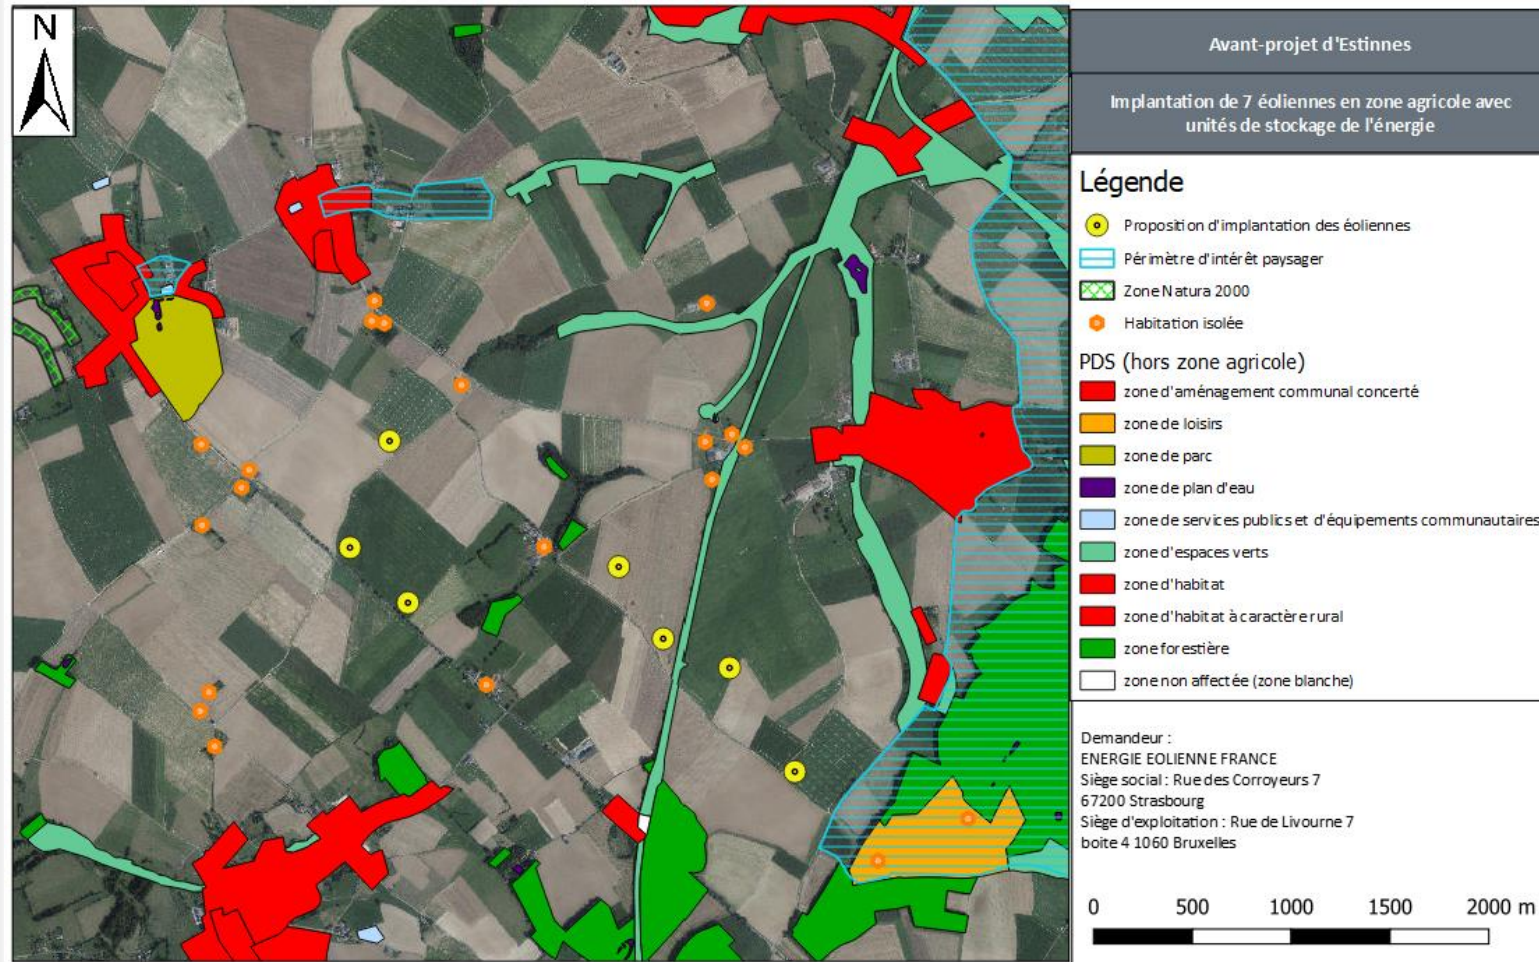 N
Avant-projet d'Estinnes
Implantation de 7 éoliennes en zone agricole avec
unités de stockage de l'énergie
Légende
Proposition d'implantation des éoliennes
Périmètre d'intérêt paysager
Zone Natura 2000
Habitation isolée
PDS (hors zone agricole)
zone d'aménagement communal concerté
zone de loisirs
zone de parc
zone de plan d'eau
zone de services publics et d'équipements communautaires
zone d'espaces verts
zone d'habitat
zone d'habitat à caractère rural
zone forestière
zone non affectée (zone blanche)
Demandeur :
ENERGIE EOLIENNE FRANCE
Siège social : Rue des Corroyeurs 7
67200 Strasbourg
Siège d'exploitation : Rue de Livourne 7
boite 4 1060 Bruxelles
0 500 1000 1500 2000 m